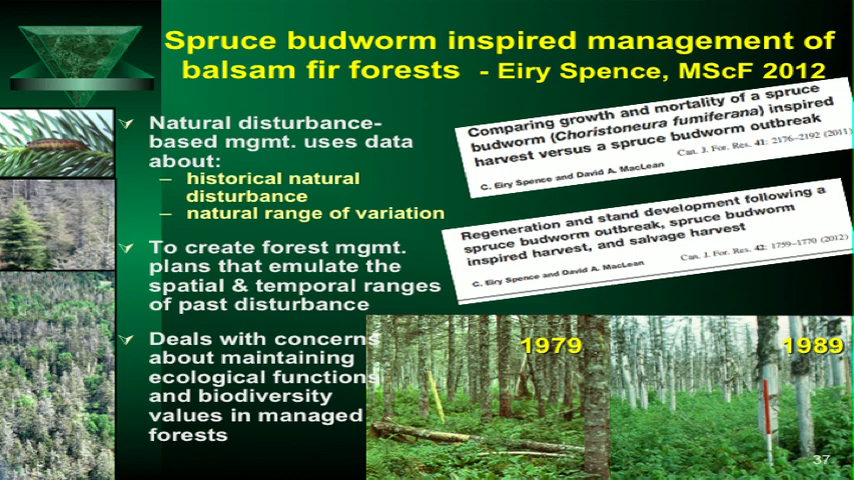 Spruce budworm inspired management of
balsam fir forests - Eiry Spence, MScF 2012
Natural disturbance-
based mgmt. uses data
about:
– historical natural
disturbance
– natural range of variation
To create forest mgmt.
plans that emulate the
spatial & temporal ranges
of past disturbance
Deals with concerns
about maintaining
ecological functions
and biodiversity
values in managed
forests
Comparing growth and mortality of a spruce
budworm (Choristoneura fumiferana) inspired
harvest versus a spruce budworm outbreak
Can. J. For. Res. 41: 2176–2192 (2011)
C. Eiry Spence and David A. MacLean
Regeneration and stand development following a
spruce budworm outbreak, spruce budworm
inspired harvest, and salvage harvest
Can. J. For. Res. 42: 1759–1770 (2012)
C. Eiry Spence and David A. MacLean
1979
1989
37